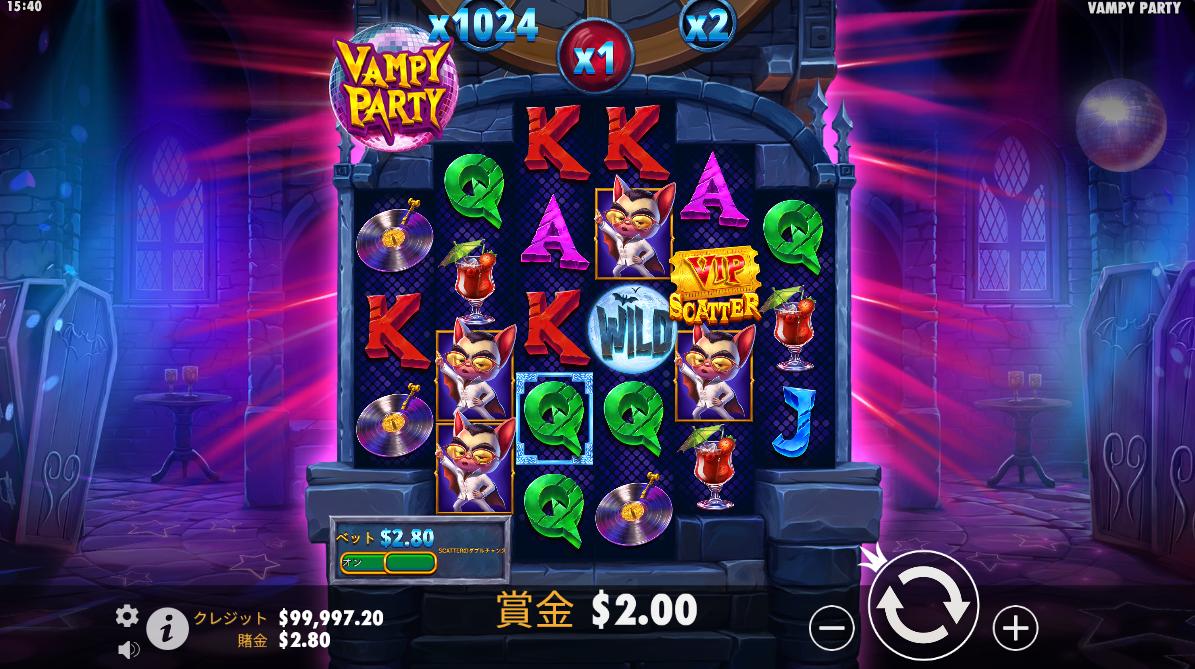 15:40
VAMPY PARTY
x1024
x1
x2
VAMPY
PARTY
K K
Q A
A Q
VIP
SCATTER
K K WILD
Q Q J
Q
ベット $2.80
SCATTERのダブルチャンス
オン
賞金 $2.00
クレジット $99,997.20
賭金 $2.80